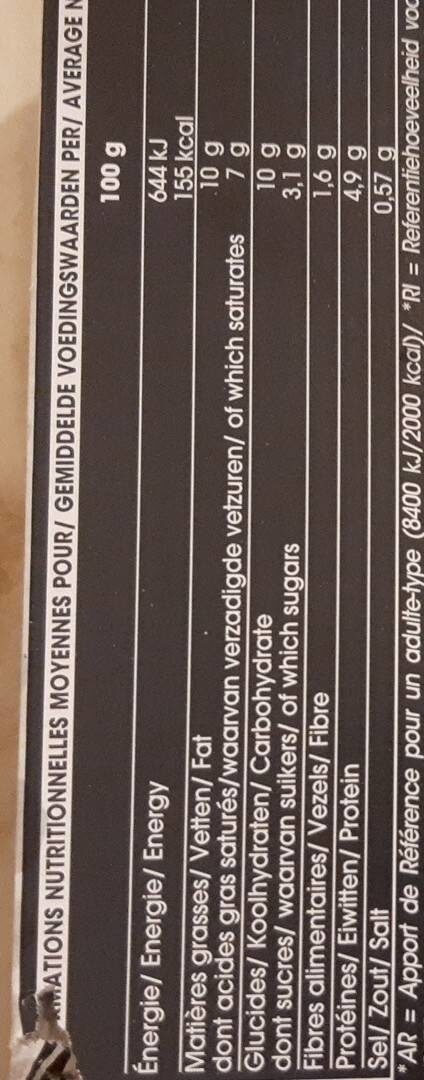 ATIONS NUTRITIONNELLES MOYENNES POUR/ GEMIDDELDE VOEDINGSWAARDEN PER/ AVERAGE
100 g
Énergie/ Energie/ Energy 644 kJ
155 kcal
Matières grasses/ Vetten/ Fat 10 g
dont acides gras saturés/waarvan verzadigde vetzuren/ of which saturates 7 g
Glucides/ Koolhydraten/ Carbohydrate 10 g
dont sucres/ waarvan suikers/ of which sugars 3,1 g
Fibres alimentaires/ Vezels/ Fibre 1,6 g
Protéines/ Eiwitten/ Protein 4,9 g
Sel/ Zout/ Salt 0,57 g
*AR = Apport de Référence pour un adulte-type (8400 kJ/2000 kcal)/ *RI = Referentiehoeveelheid